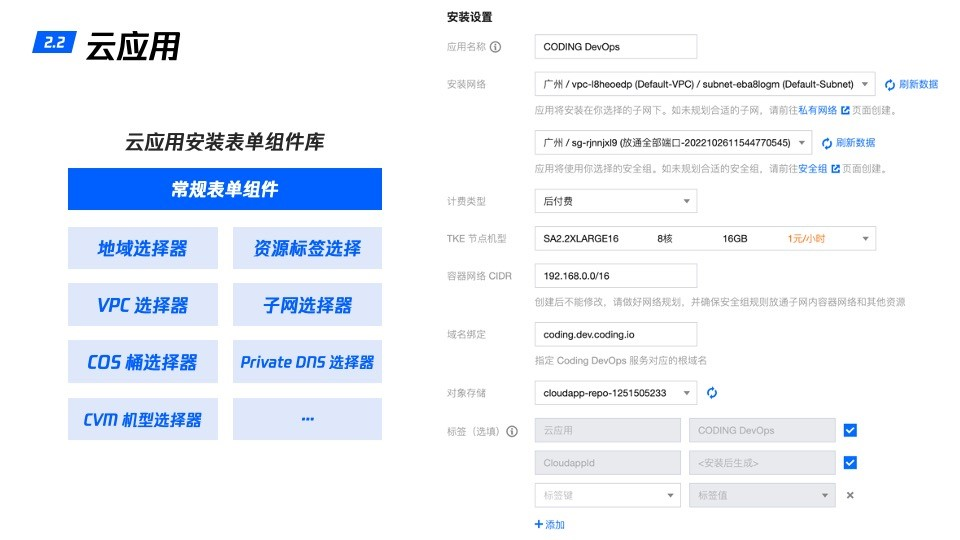 2.2 云应用
云应用安装表单组件库
常规表单组件
地域选择器
资源标签选择
VPC 选择器
子网选择器
COS 桶选择器
Private DNS 选择器
CVM 机型选择器
...
安装设置
应用名称 CODING DevOps
安装网络 广州 / vpc-l8heoedp (Default-VPC) / subnet-eba8logm (Default-Subnet) 刷新数据
应用将安装在你选择的子网下。如未规划合适的子网，请前往私有网络 页面创建。
广州 / sg-rjnnjxl9 (放通全部端口-2022102611544770545) 刷新数据
应用将使用你选择的安全组。如未规划合适的安全组，请前往安全组 页面创建。
计费类型 后付费
TKE 节点机型 SA2.2XLARGE16 8核 16GB 1元/小时
容器网络 CIDR 192.168.0.0/16
创建后不能修改，请做好网络规划，并确保安全组规则放通子网内容器网络和其他资源
域名绑定 coding.dev.coding.io
指定 Coding DevOps 服务对应的根域名
对象存储 cloudapp-repo-1251505233
标签（选填） 云应用 CODING DevOps
CloudappId <安装后生成>
标签键 标签值
添加